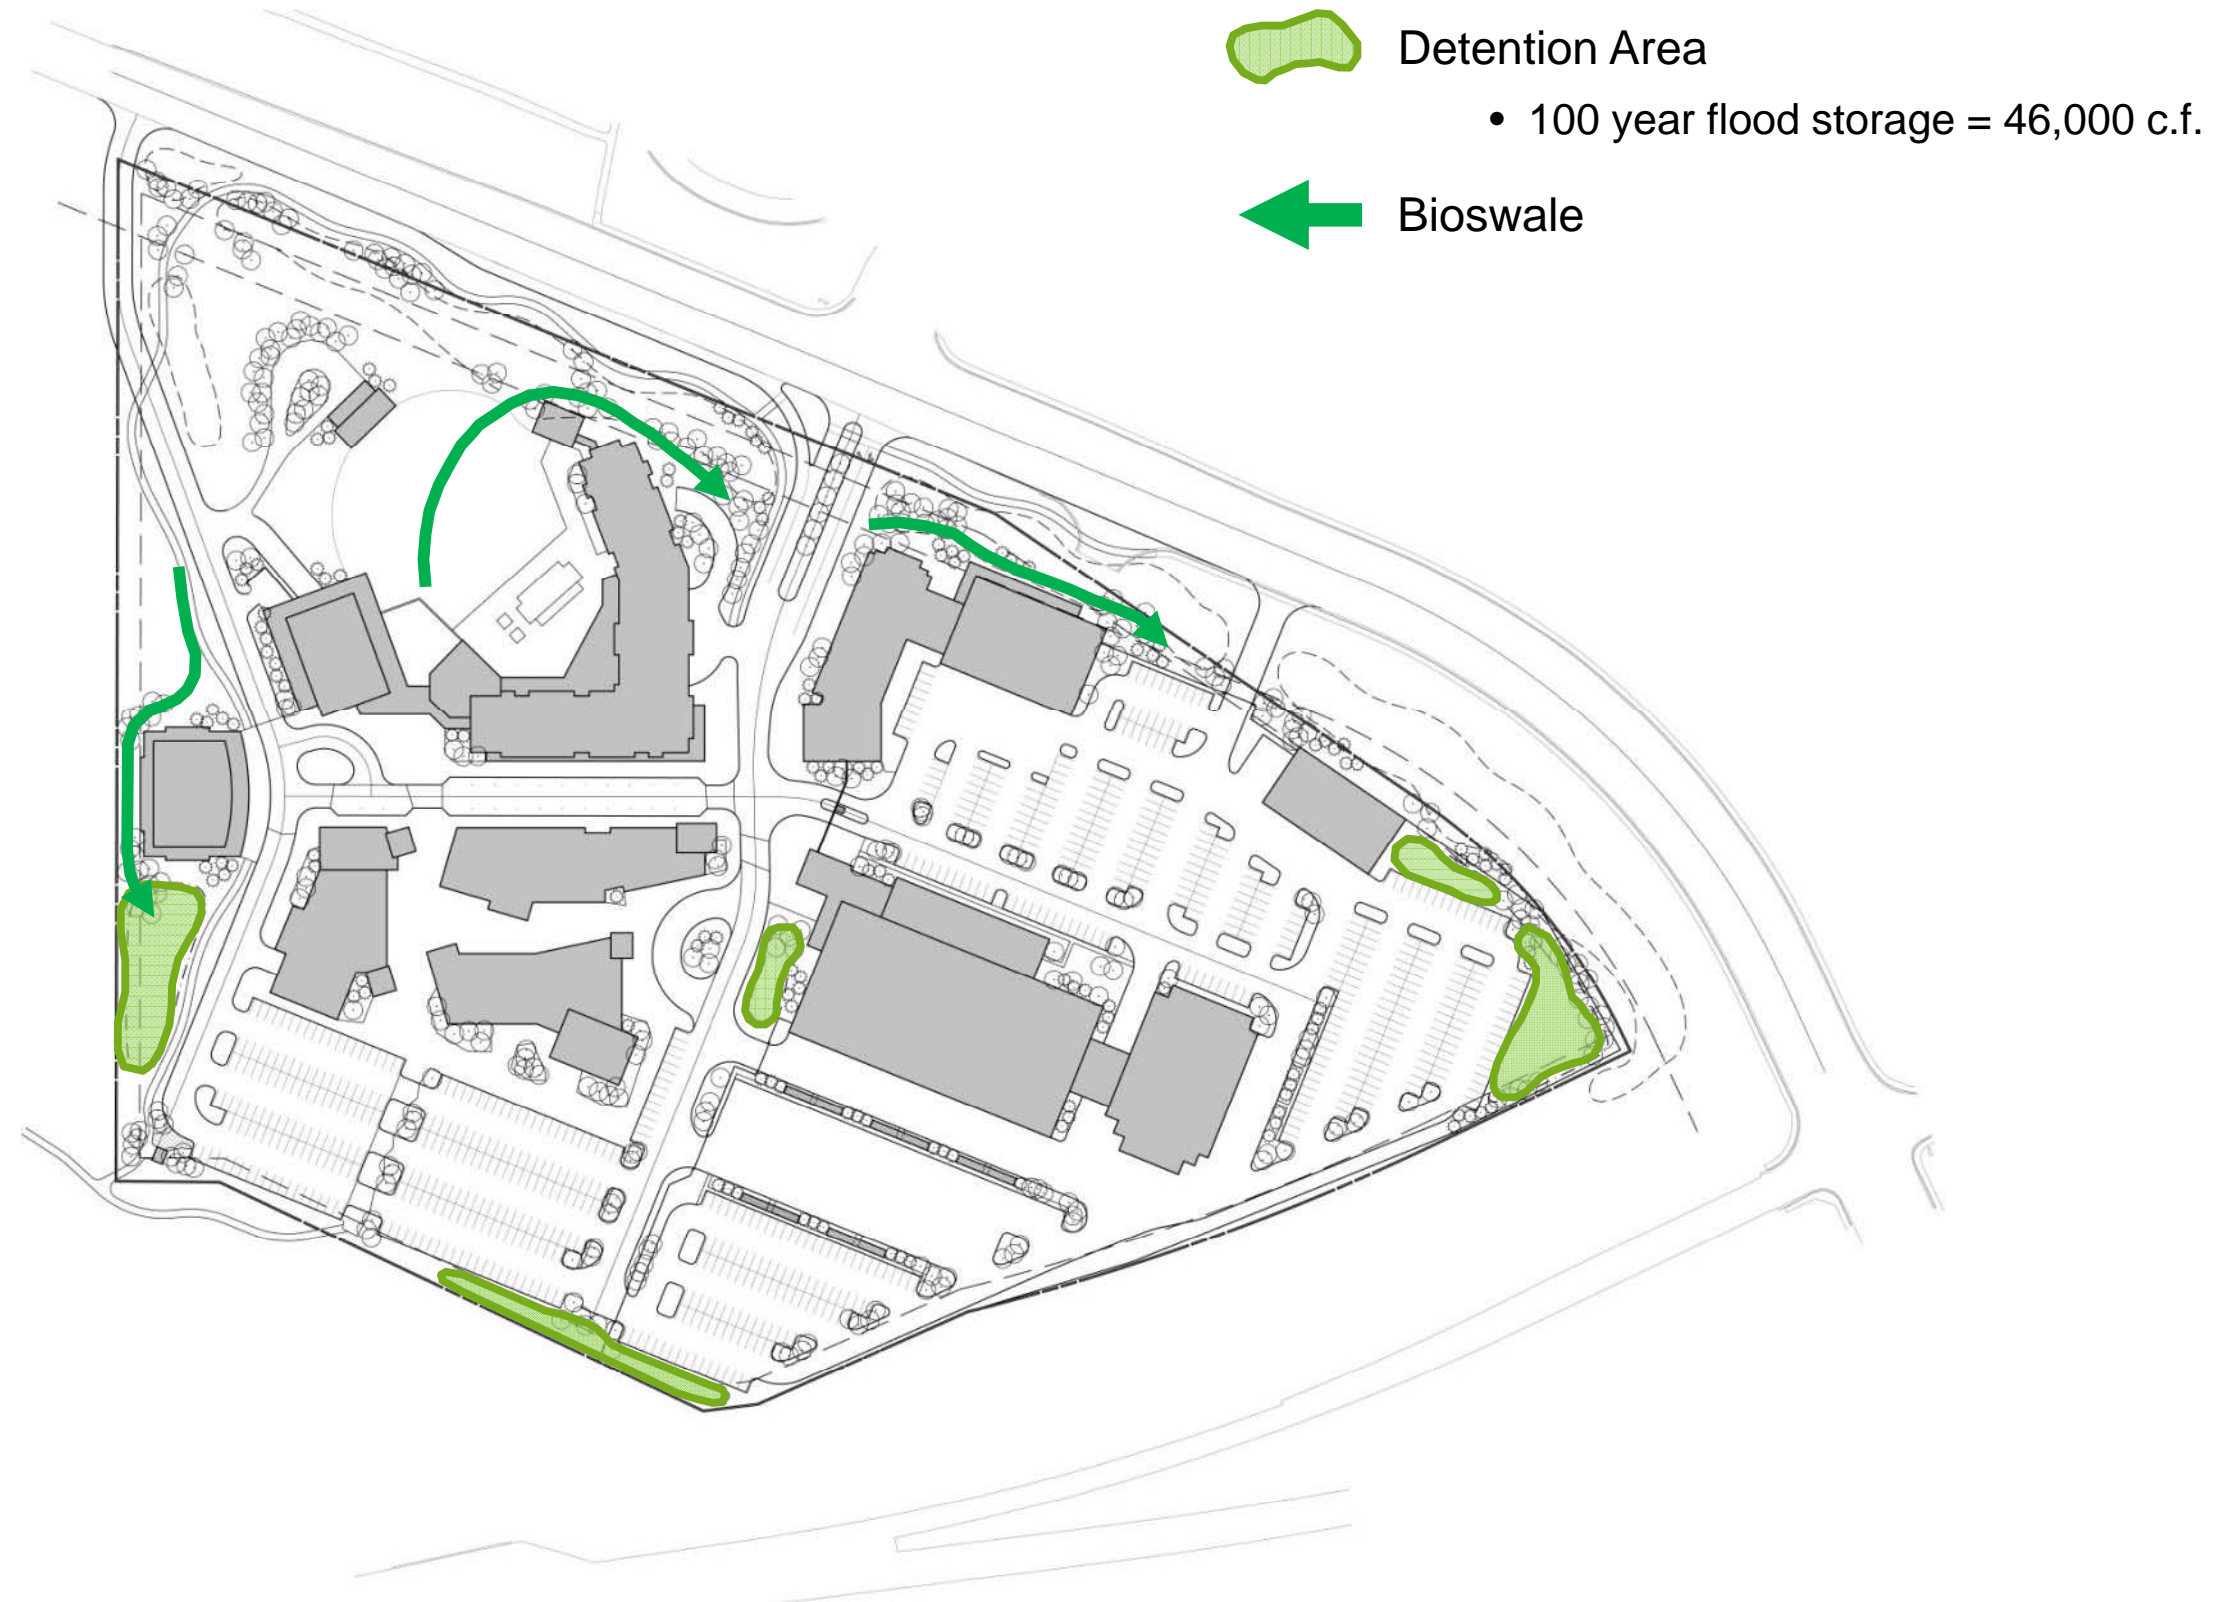 Detention Area
• 100 year flood storage = 46,000 c.f.
Bioswale